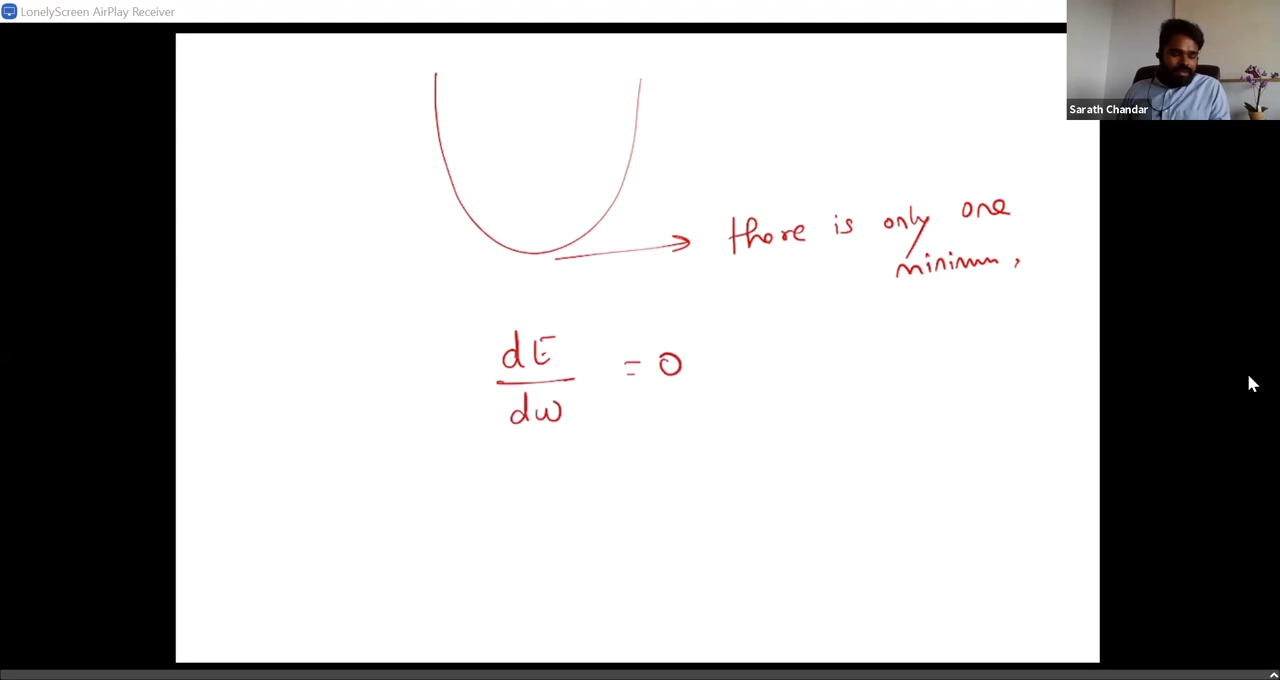 LonelyScreen AirPlay Receiver
Sarath Chandar
there is only one
minimum,
dE
dw
= 0